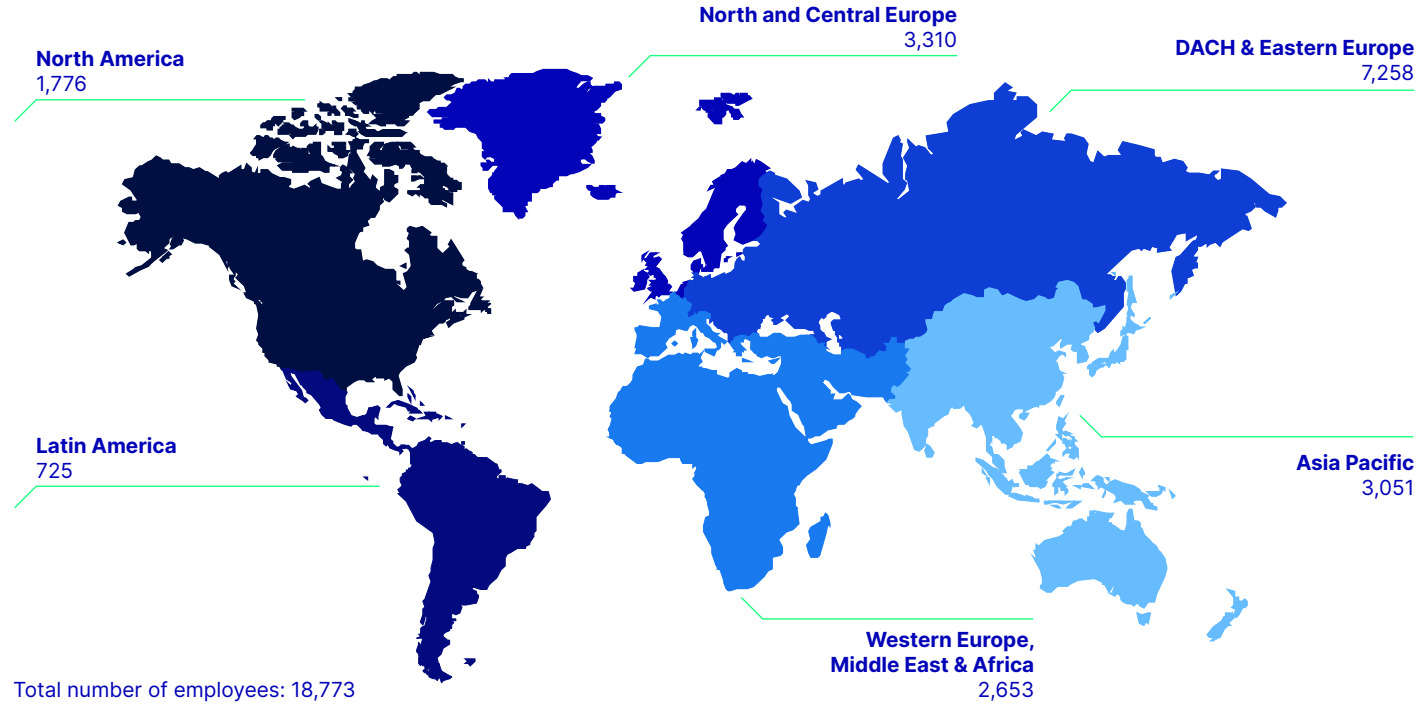 North and Central Europe
3,310
DACH & Eastern Europe
7,258
North America
1,776
Latin America
725
Asia Pacific
3,051
Western Europe,
Middle East & Africa
2,653
Total number of employees: 18,773